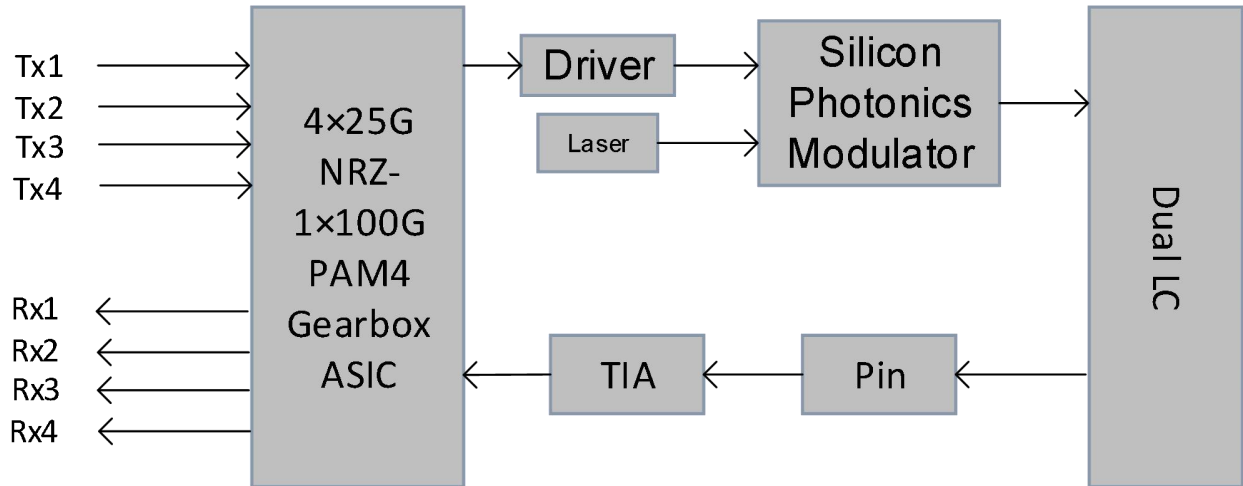 Tx1
Tx2
Tx3
Tx4
Rx1
Rx2
Rx3
Rx4
4×25G
NRZ-
1×100G
PAM4
Gearbox
ASIC
Driver
Laser
Silicon
Photonics
Modulator
TIA
Pin
Dual LC